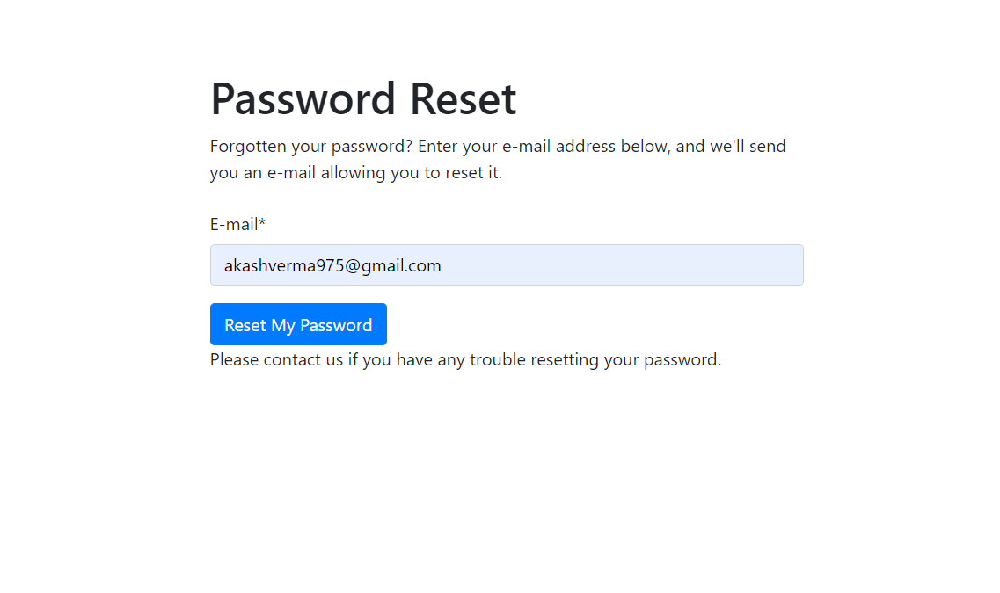 Password Reset
Forgotten your password? Enter your e-mail address below, and we'll send
you an e-mail allowing you to reset it.
E-mail*
akashverma975@gmail.com
Reset My Password
Please contact us if you have any trouble resetting your password.